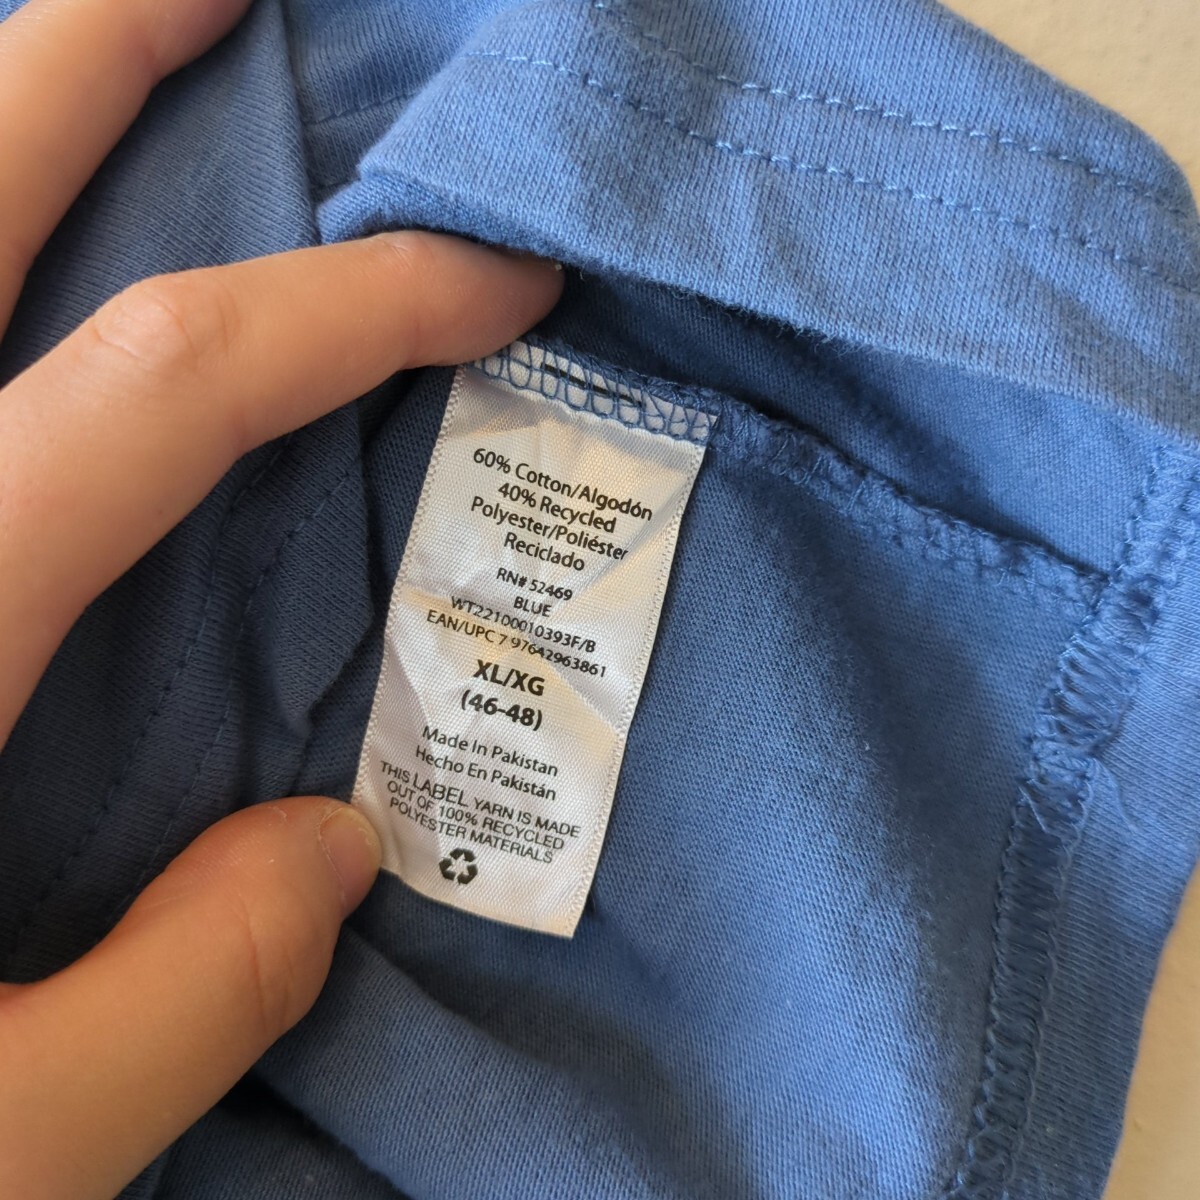 60% Cotton/Algodón
40% Recycled
Polyester/Poliéster
Reciclado
RN# 52469
BLUE
WT22100010393F/B
EAN/UPC 7 97642963861
XL/XG
(46-48)
Made In Pakistan
Hecho En Pakistán
THIS LABEL YARN IS MADE
OUT OF 100% RECYCLED
POLYESTER MATERIALS